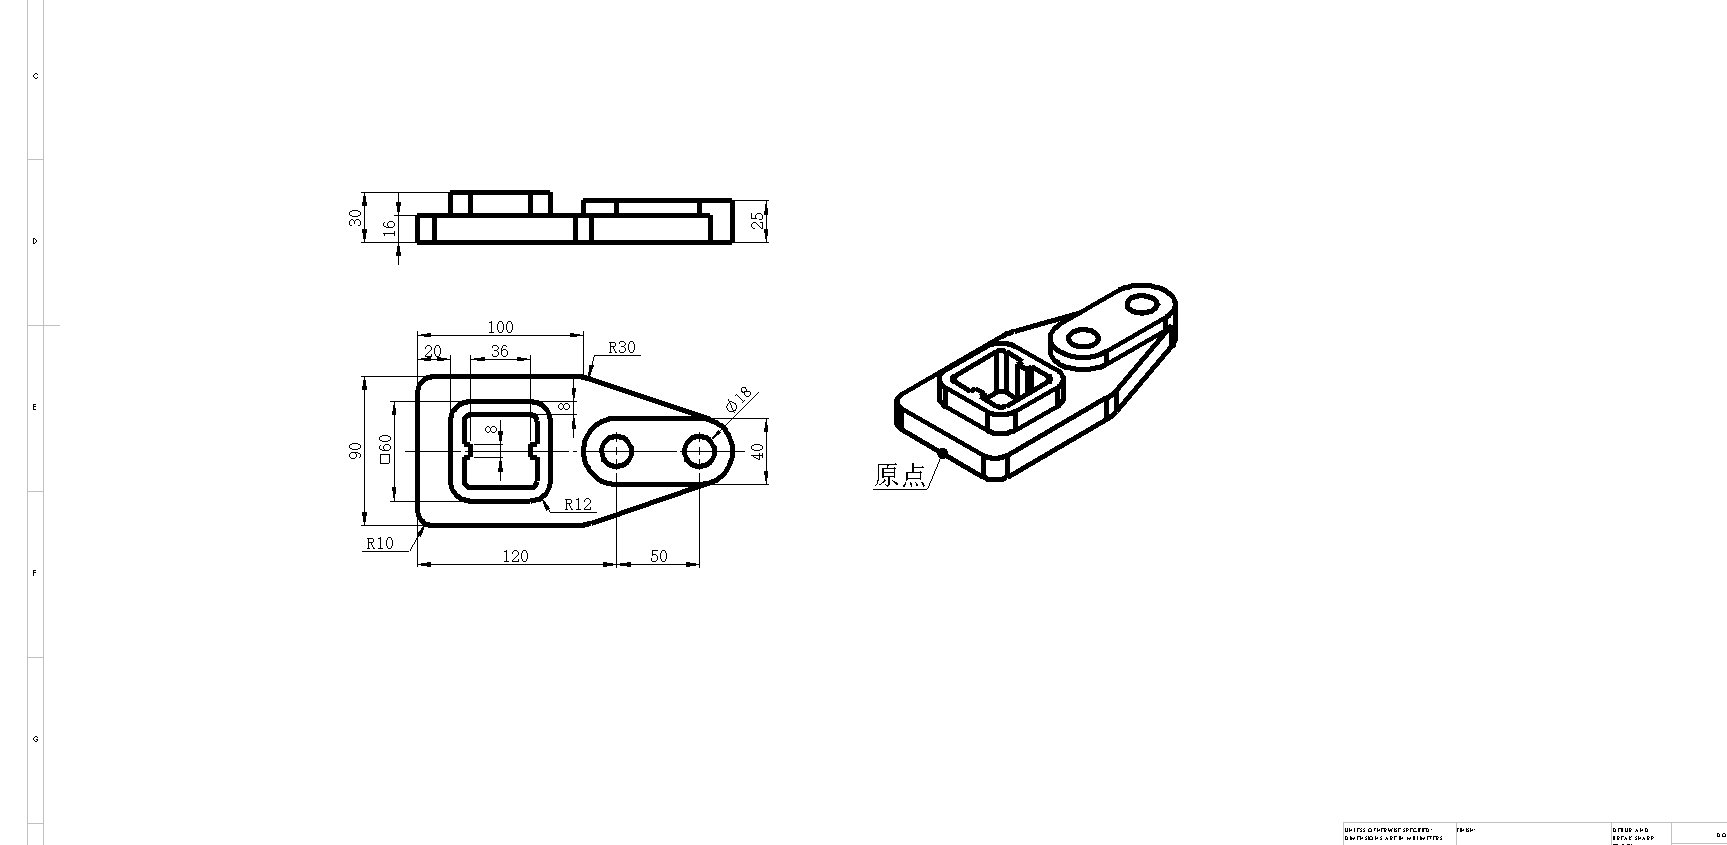 C
30
16
25
D
100
20
36
R30
E
8
8
Ø18
90
□60
40
原点
R12
R10
120
50
F
G
UNLESS OTHERWISE SPECIFIED:
FINISH:
DEBUR AND
DO
DIMENSIONS ARE IN MILLIMETERS
BREAK SHARP